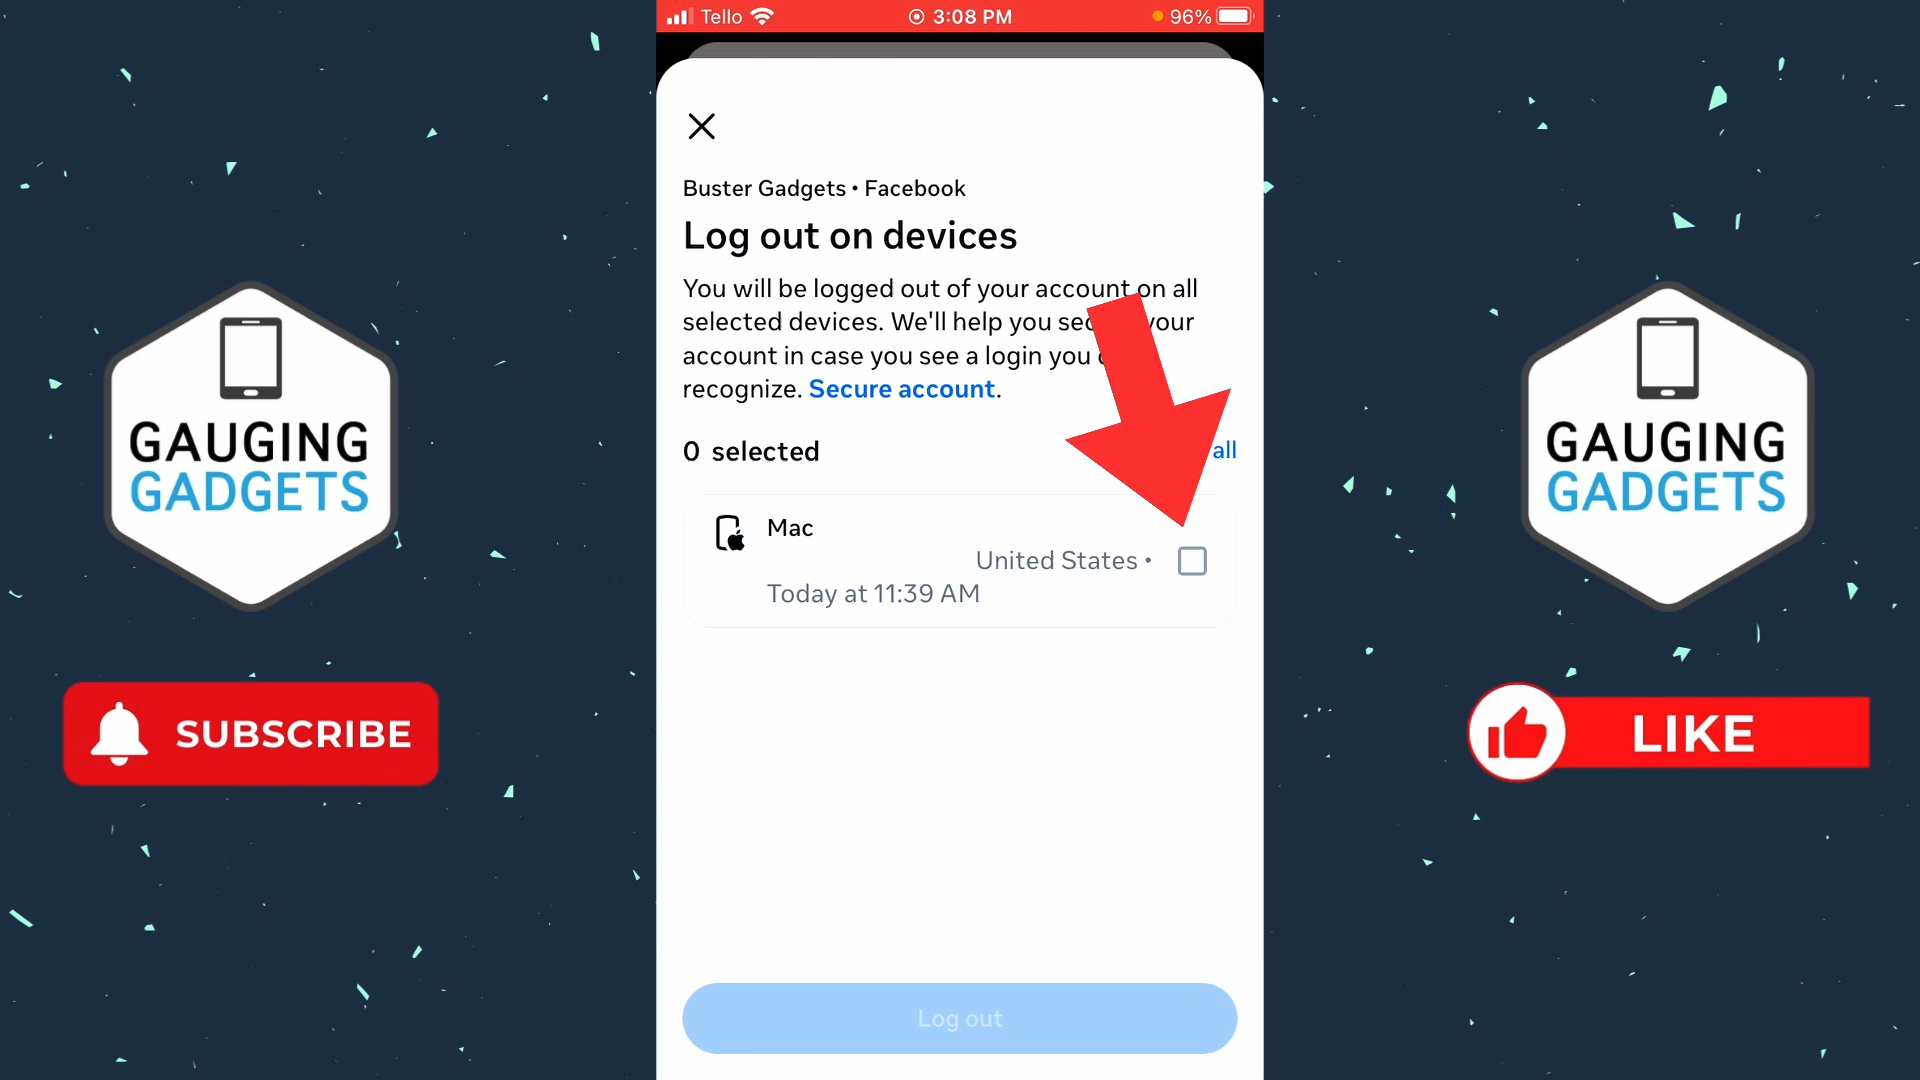 Tello 3:08 PM 96%
Buster Gadgets • Facebook
Log out on devices
You will be logged out of your account on all
selected devices. We'll help you your
account in case you see a login you
recognize. Secure account.
0 selected all
Mac
United States •
Today at 11:39 AM
Log out
GAUGING
GADGETS
SUBSCRIBE
GAUGING
GADGETS
LIKE